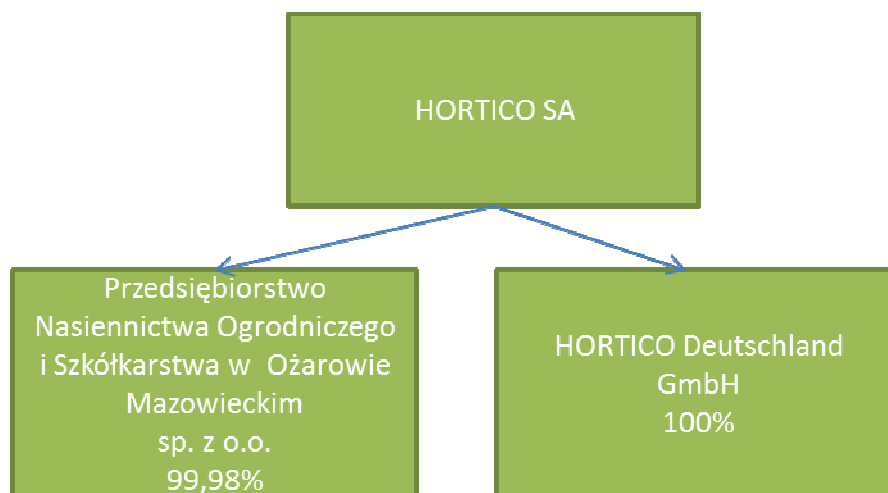 HORTICO SA
Przedsiębiorstwo
Nasiennictwa Ogrodniczego
i Szkółkarstwa w Ożarowie
Mazowieckim
sp. z o.o.
99,98%
HORTICO Deutschland
GmbH
100%